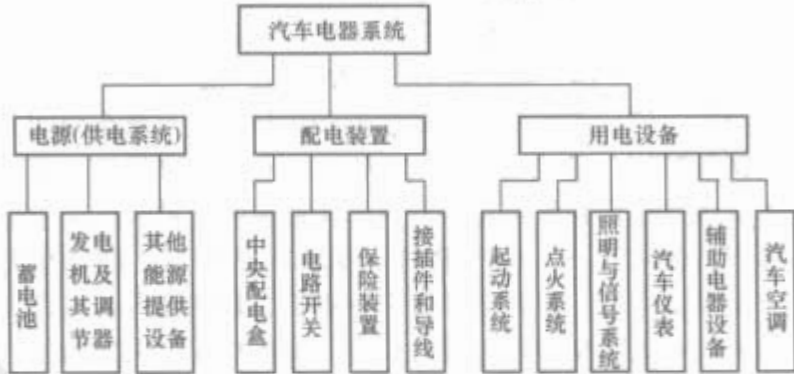 汽车电器系统
电源(供电系统)
配电装置
用电设备
蓄电池
发电机及其调节器
其他能源提供设备
中央配电盒
电路开关
保险装置
接插件和导线
起动系统
点火系统
照明与信号系统
汽车仪表
辅助电器设备
汽车空调